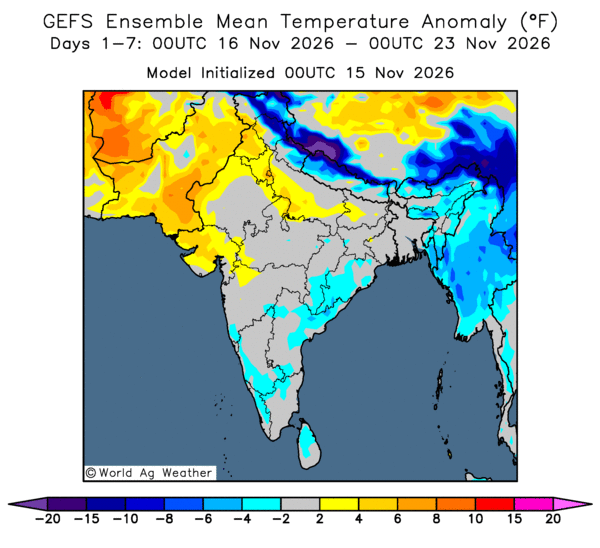 GEFS Ensemble Mean Temperature Anomaly (°F)
Days 1-7: 00UTC 16 Nov 2026 - 00UTC 23 Nov 2026
Model Initialized 00UTC 15 Nov 2026
© World Ag Weather
-20 -15 -10 -8 -6 -4 -2 2 4 6 8 10 15 20